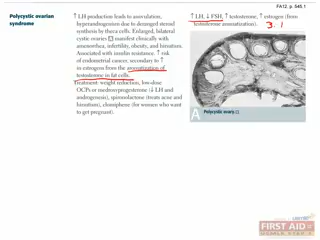 FA12, p. 545.1
Polycystic ovarian
syndrome
↑ LH production leads to anovulation,
hyperandrogenism due to deranged steroid
synthesis by theca cells. Enlarged, bilateral
cystic ovaries A manifest clinically with
amenorrhea, infertility, obesity, and hirsutism.
Associated with insulin resistance. ↑ risk
of endometrial cancer, secondary to ↑
in estrogens from the aromatization of
testosterone in fat cells.
Treatment: weight reduction, low-dose
OCPs or medroxyprogesterone (↓ LH and
androgenesis), spironolactone (treats acne and
hirsutism), clomiphene (for women who want
to get pregnant).
↑ LH, ↓ FSH, ↑ testosterone, ↑ estrogen (from
testosterone aromatization).
3:1
A
Polycystic ovary.
FIRST AID